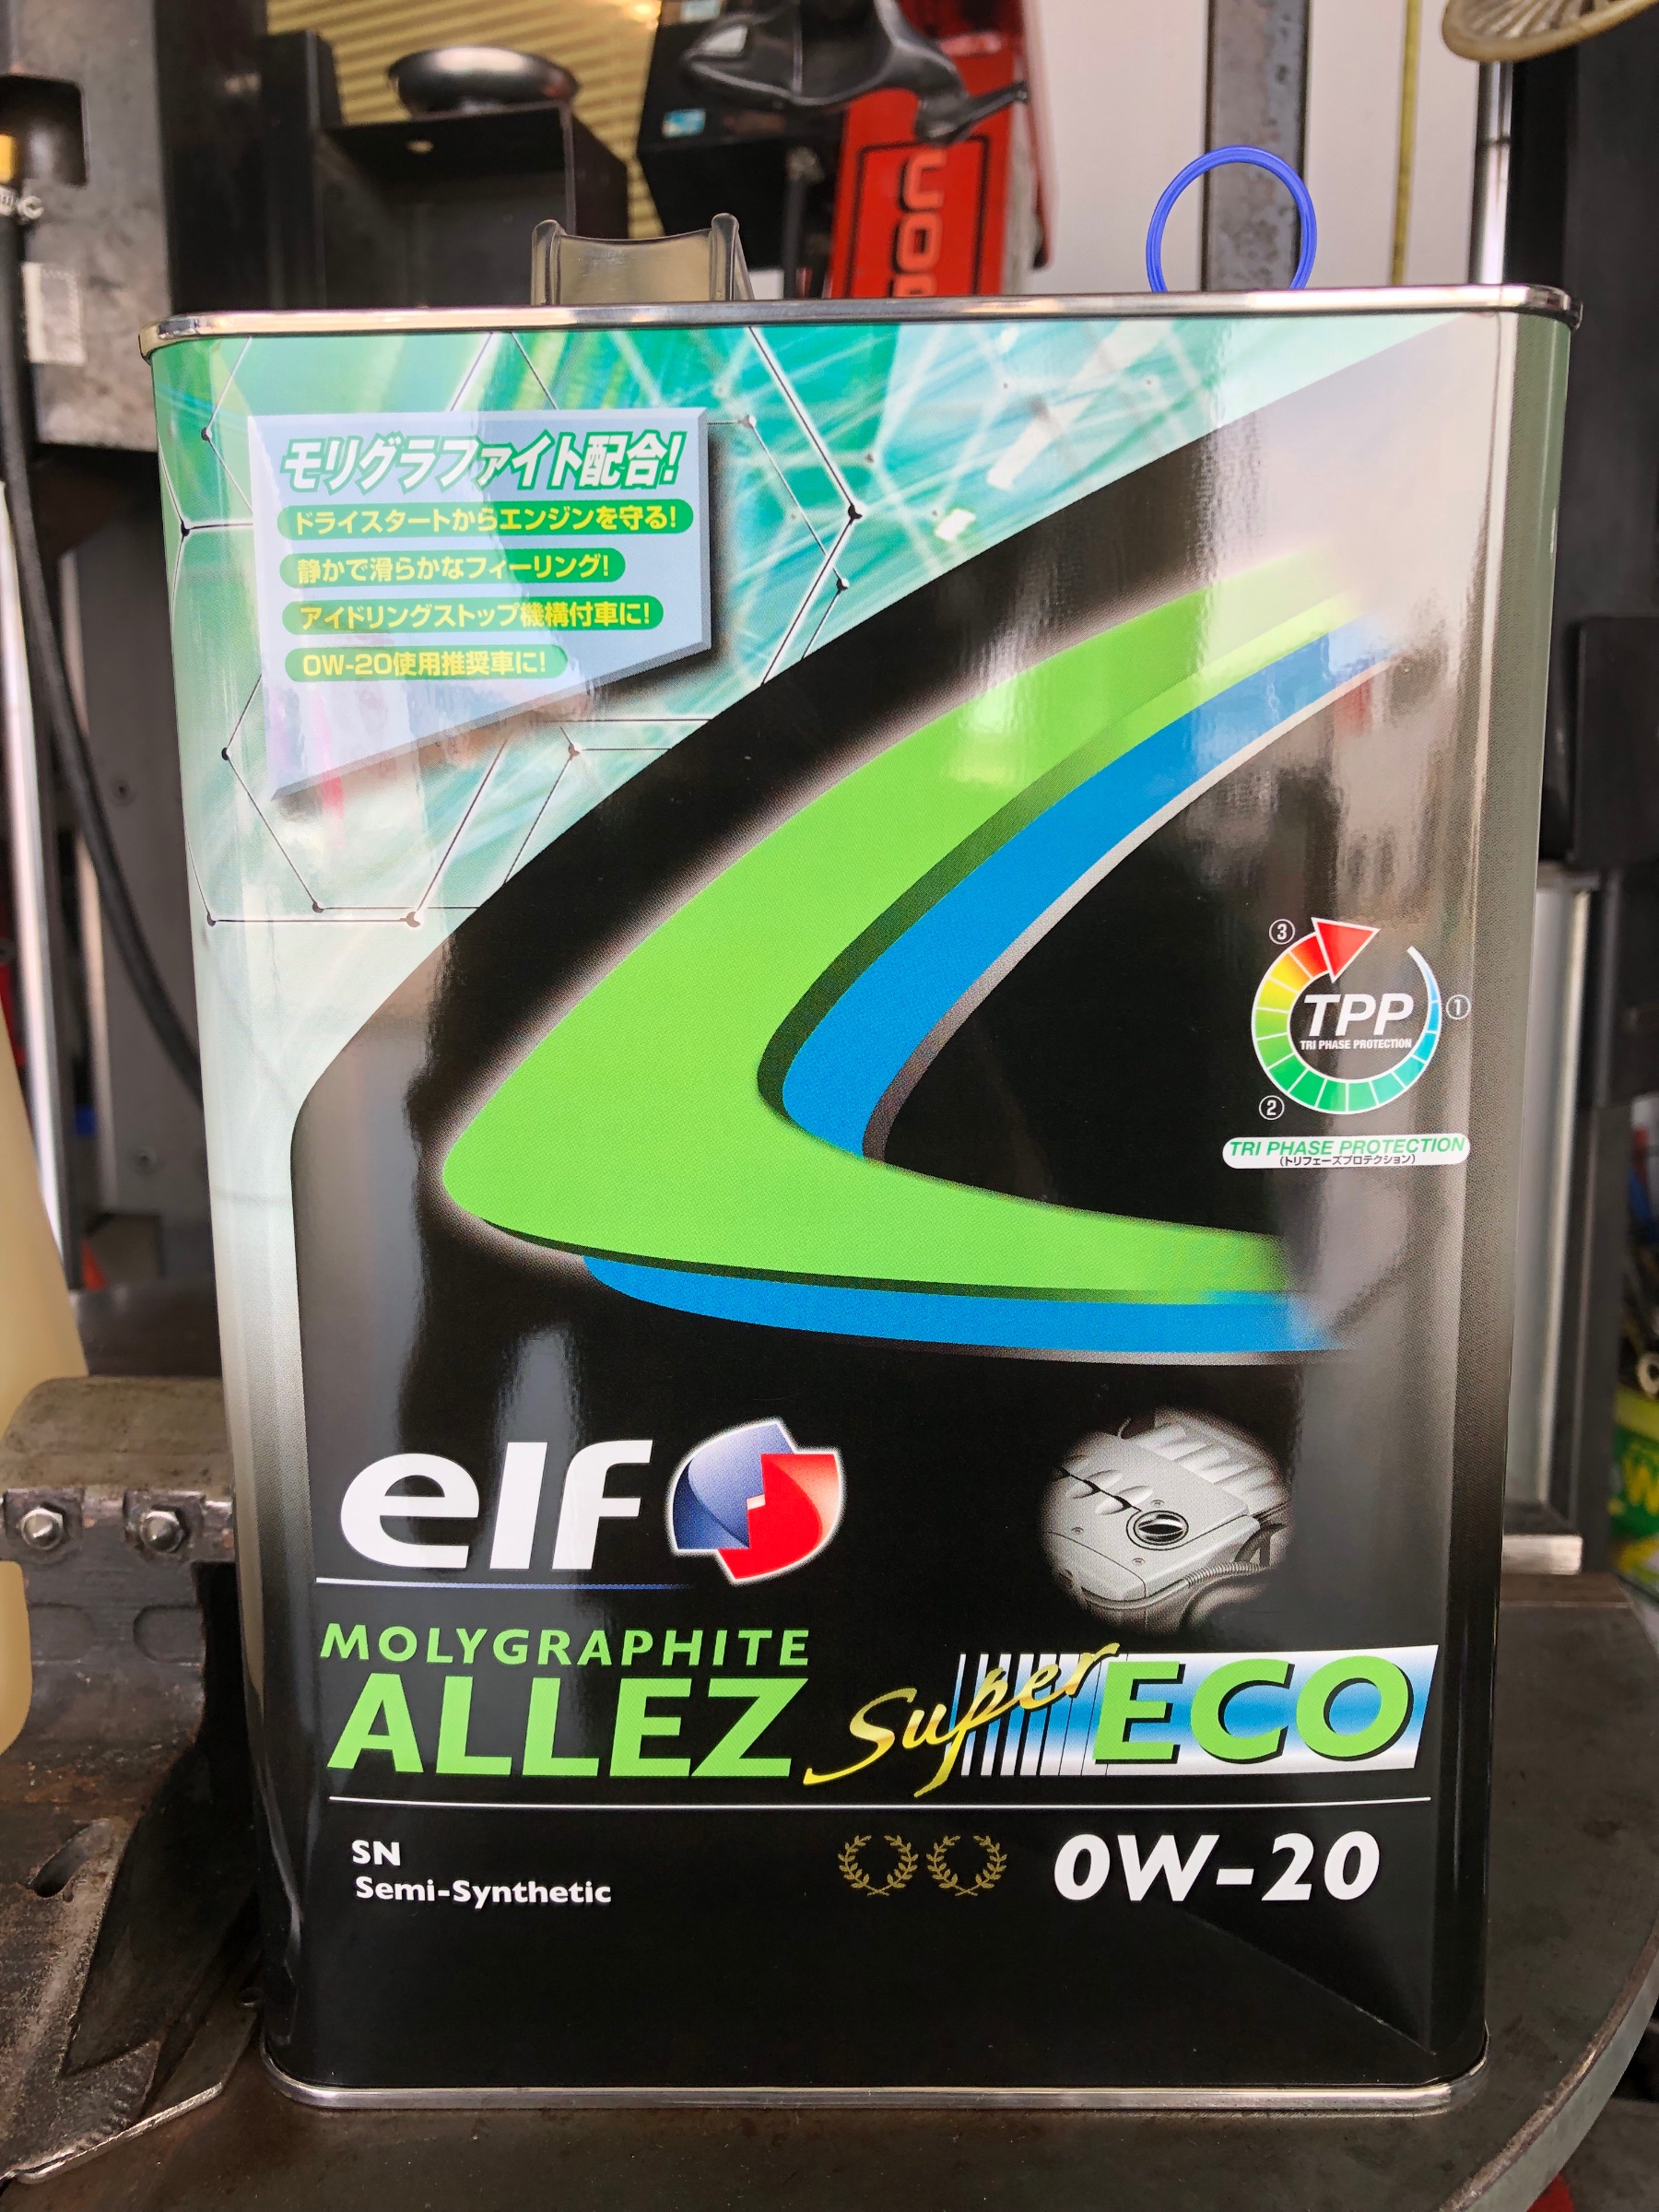 モリグラファイト配合!
ドライスタートからエンジンを守る!
静かで滑らかなフィーリング!
アイドリングストップ機構付車に!
0W-20使用推奨車に!
③
TPP
①
TRI PHASE PROTECTION
②
TRI PHASE PROTECTION
(トリフェーズプロテクション)
elf
MOLYGRAPHITE
ALLEZ Super ECO
SN
Semi-Synthetic
0W-20